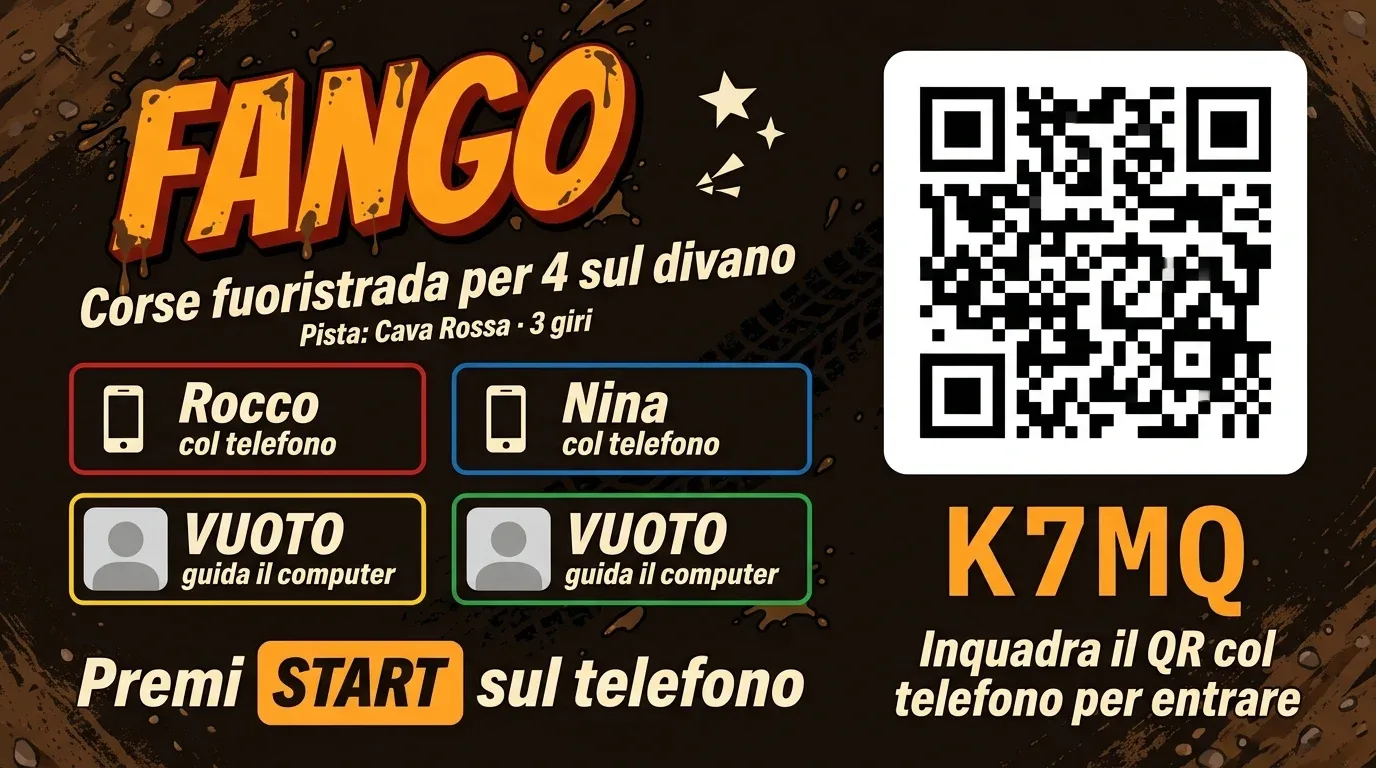 FANGO
Corse fuoristrada per 4 sul divano
Pista: Cava Rossa · 3 giri
Rocco
col telefono
Nina
col telefono
VUOTO
guida il computer
VUOTO
guida il computer
Premi START sul telefono
K7MQ
Inquadra il QR col
telefono per entrare